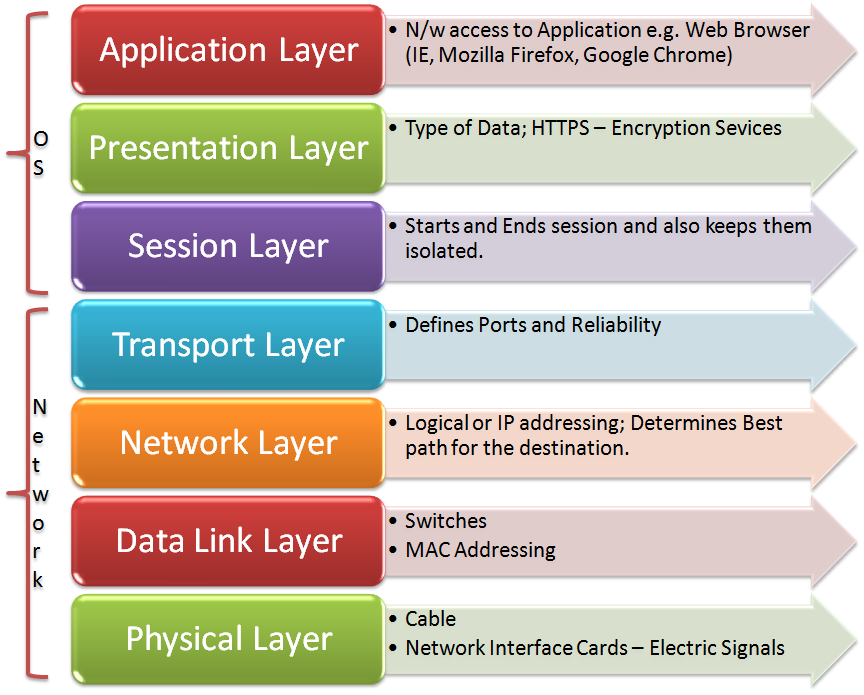 Application Layer
• N/w access to Application e.g. Web Browser
(IE, Mozilla Firefox, Google Chrome)
OS
Presentation Layer
• Type of Data; HTTPS – Encryption Sevices
Session Layer
• Starts and Ends session and also keeps them
isolated.
Transport Layer
• Defines Ports and Reliability
Network
Network Layer
• Logical or IP addressing; Determines Best
path for the destination.
Data Link Layer
• Switches
• MAC Addressing
Physical Layer
• Cable
• Network Interface Cards – Electric Signals